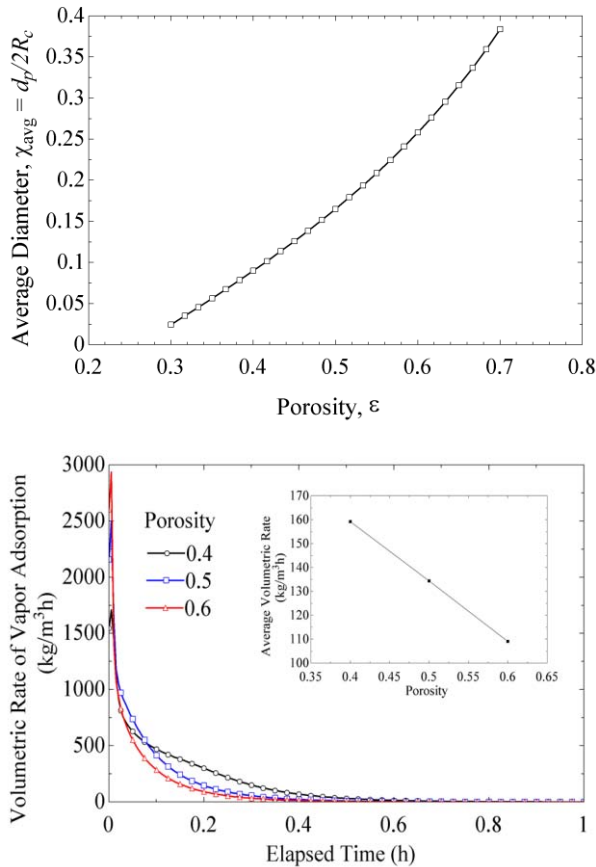 0.4
0.35
0.3
0.25
0.2
0.15
0.1
0.05
0
Average Diameter, χavg = dp/2Rc
0.2 0.3 0.4 0.5 0.6 0.7 0.8
Porosity, ε
3000
2500
2000
1500
1000
500
0
Volumetric Rate of Vapor Adsorption
(kg/m³h)
Porosity
0.4
0.5
0.6
170
160
150
140
130
120
110
100
Average Volumetric Rate
(kg/m³h)
0.35 0.4 0.45 0.5 0.55 0.6 0.65
Porosity
0 0.2 0.4 0.6 0.8 1
Elapsed Time (h)